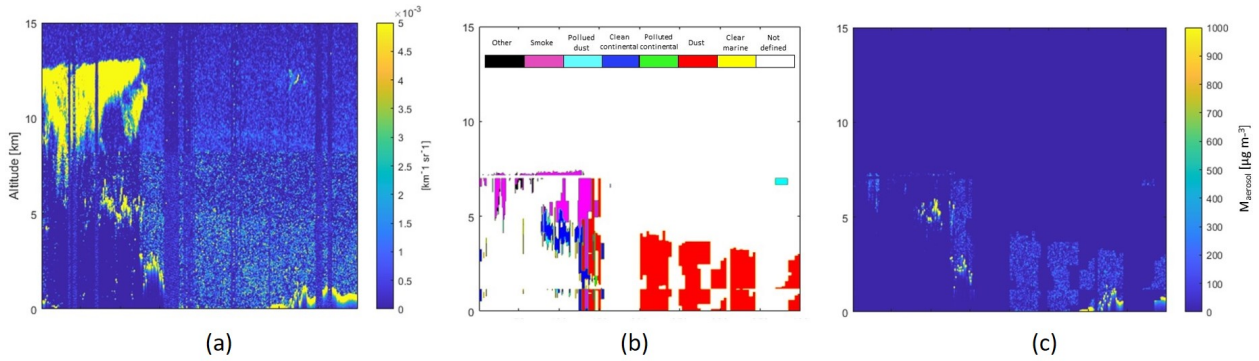 ×10⁻³
15
10
5
0
Altitude [km]
5
4.5
4
3.5
3
2.5
2
1.5
1
0.5
0
[km⁻¹ sr⁻¹]
(a)
15
10
5
0
Other
Smoke
Pollued
dust
Clean
continental
Polluted
continental
Dust
Clear
marine
Not
defined
(b)
15
10
5
0
1000
900
800
700
600
500
400
300
200
100
0
Maerosol [µg m⁻³]
(c)